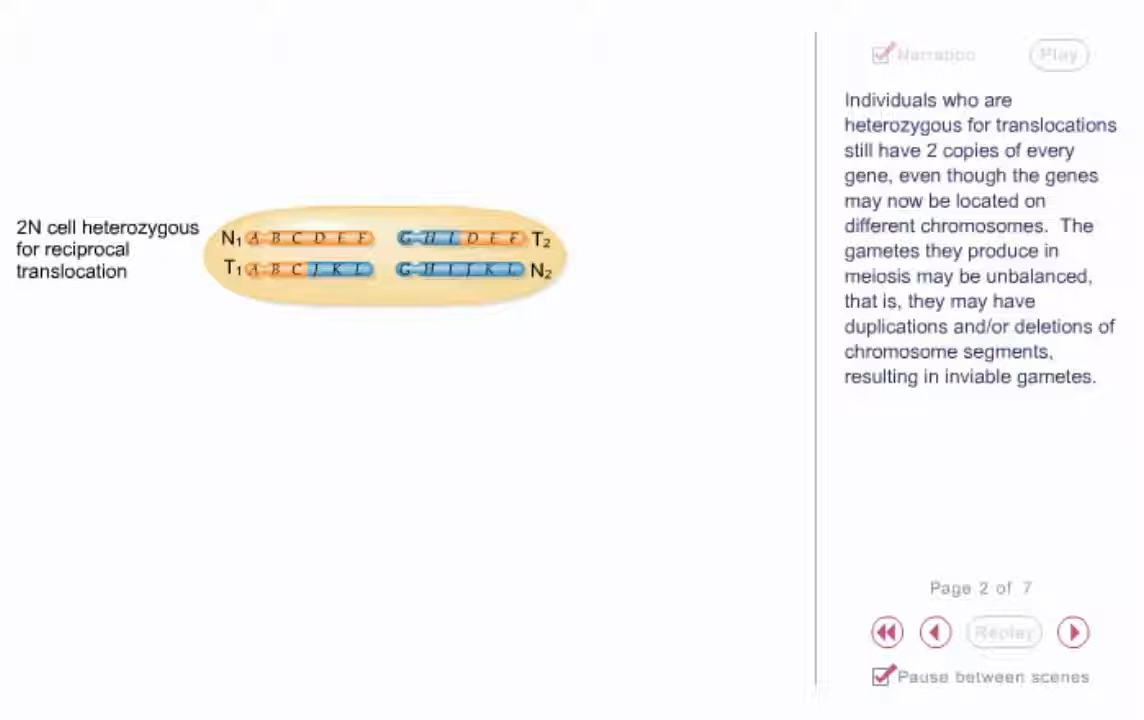 Narration
Play
Individuals who are
heterozygous for translocations
still have 2 copies of every
gene, even though the genes
may now be located on
different chromosomes. The
gametes they produce in
meiosis may be unbalanced,
that is, they may have
duplications and/or deletions of
chromosome segments,
resulting in inviable gametes.
2N cell heterozygous
for reciprocal
translocation
N₁ A B C D E F G H I D E F T₂
T₁ A B C J K L G H I J K L N₂
Page 2 of 7
Replay
Pause between scenes